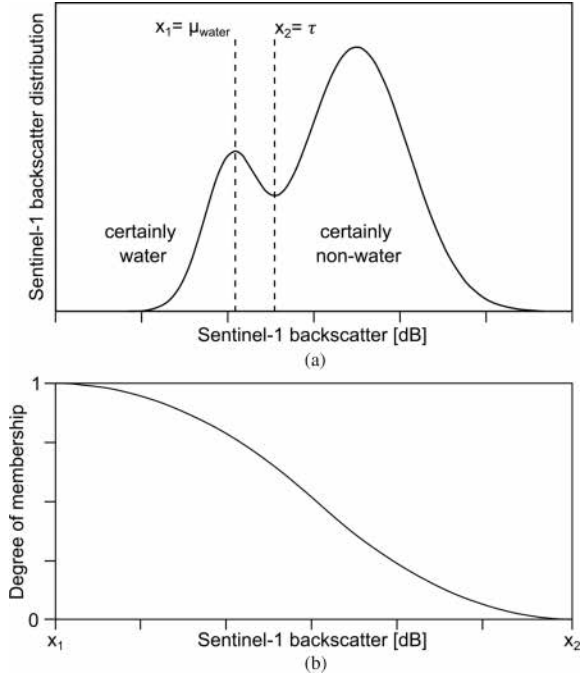 x₁= μwater
x₂= τ
Sentinel-1 backscatter distribution
certainly
water
certainly
non-water
Sentinel-1 backscatter [dB]
(a)
1
Degree of membership
0
x₁
Sentinel-1 backscatter [dB]
x₂
(b)